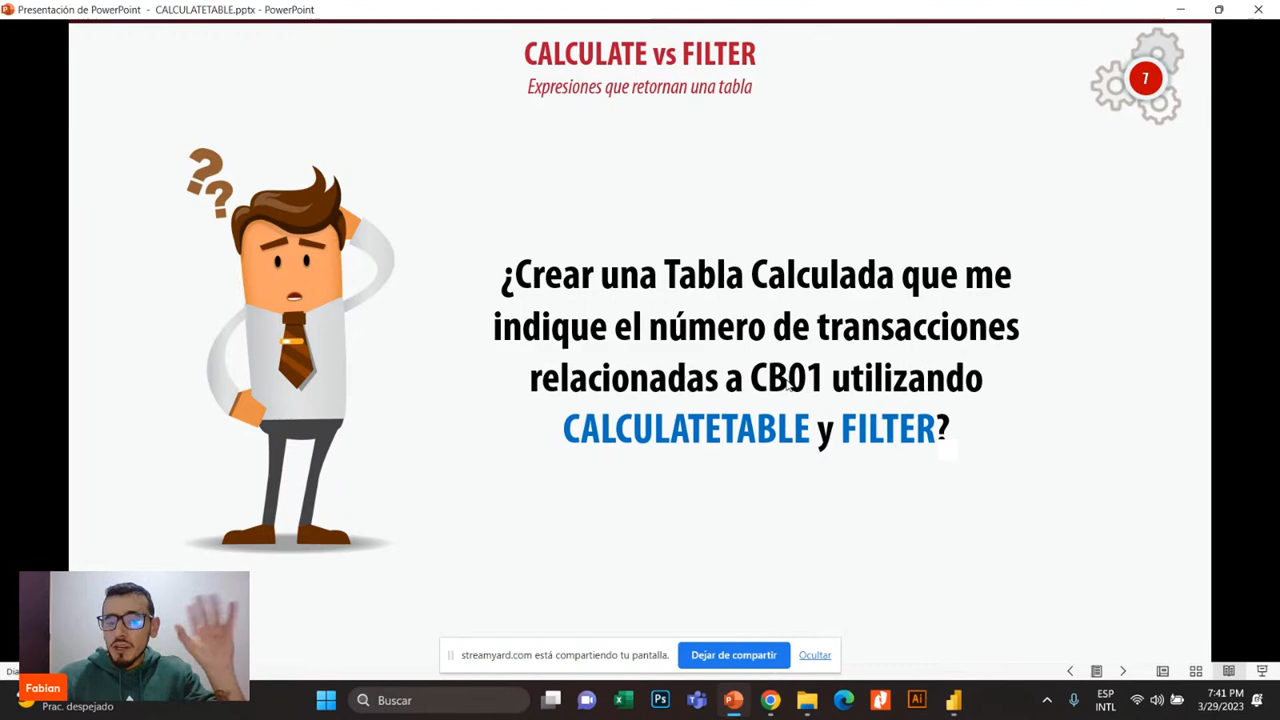 Presentación de PowerPoint - CALCULATETABLE.pptx - PowerPoint
CALCULATE vs FILTER
Expresiones que retornan una tabla
7
¿Crear una Tabla Calculada que me
indique el número de transacciones
relacionadas a CB01 utilizando
CALCULATETABLE y FILTER?
streamyard.com está compartiendo tu pantalla.
Dejar de compartir
Ocultar
Fabian
Prac. despejado
Buscar
ESP
INTL
7:41 PM
3/29/2023